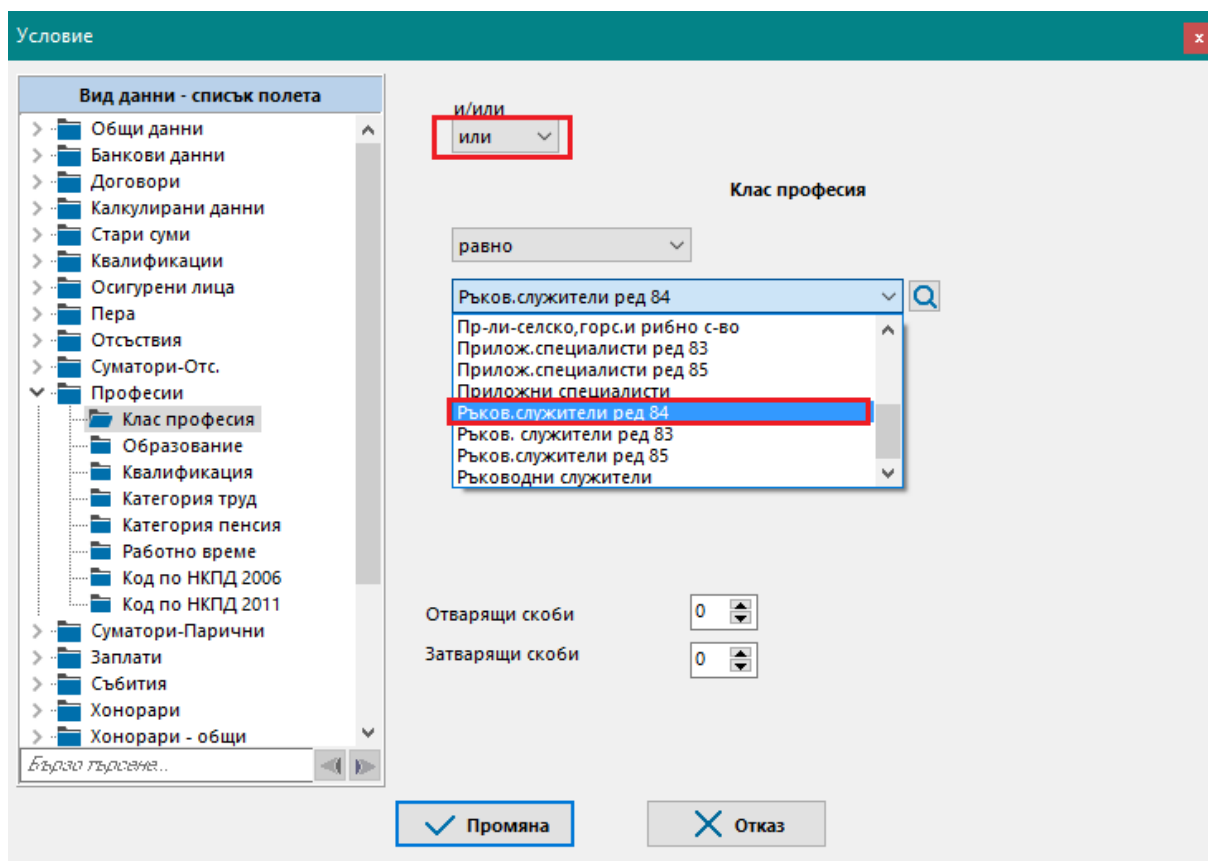 Условие
x
Вид данни - списък полета
Общи данни
Банкови данни
Договори
Калкулирани данни
Стари суми
Квалификации
Осигурени лица
Пера
Отсъствия
Суматори-Отс.
Професии
Клас професия
Образование
Квалификация
Категория труд
Категория пенсия
Работно време
Код по НКПД 2006
Код по НКПД 2011
Суматори-Парични
Заплати
Събития
Хонорари
Хонорари - общи
Бързо търсене..
и/или
или
Клас професия
равно
Ръков.служители ред 84
Пр-ли-селско,горс.и рибно с-во
Прилож.специалисти ред 83
Прилож.специалисти ред 85
Приложни специалисти
Ръков.служители ред 84
Ръков. служители ред 83
Ръков.служители ред 85
Ръководни служители
Отварящи скоби 0
Затварящи скоби 0
Промяна
Отказ